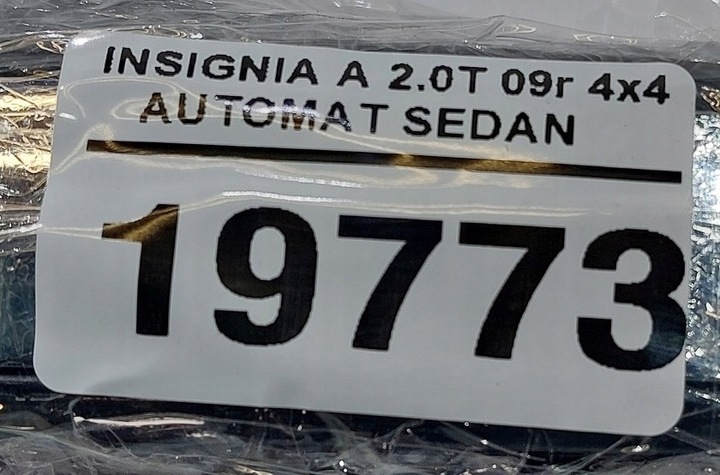 INSIGNIA A 2.0T 09r 4x4
AUTOMAT SEDAN
19773